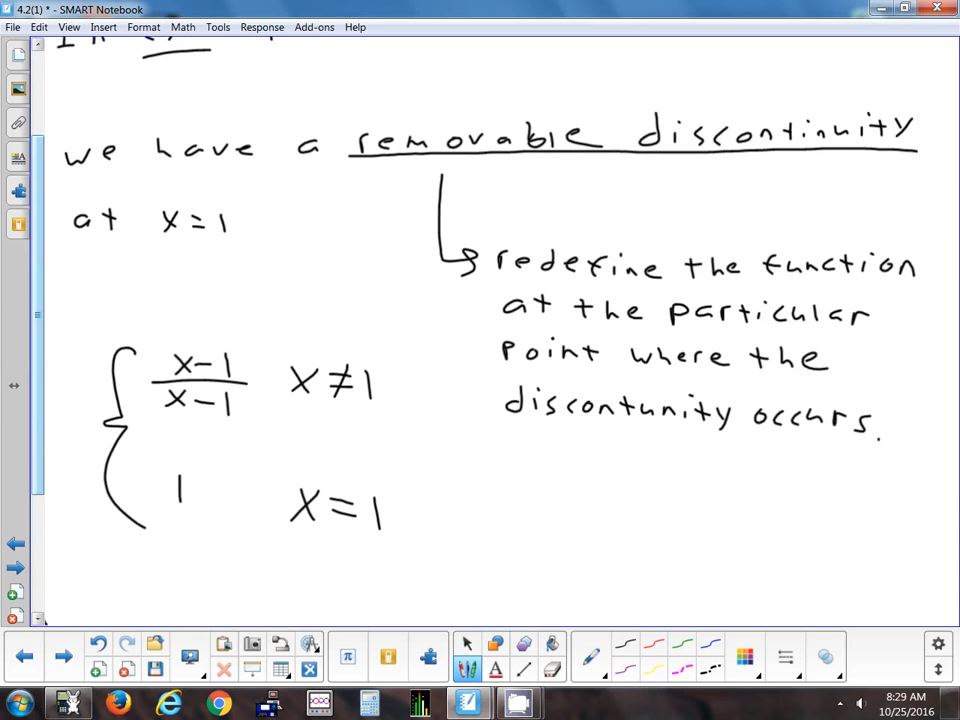 4.2(1) * - SMART Notebook
File Edit View Insert Format Math Tools Response Add-ons Help
we have a removable discontinuity
at x = 1
redefine the function
at the particular
point where the
discontunity occurs.
x-1
x-1
x ≠ 1
1 x = 1
8:29 AM
10/25/2016